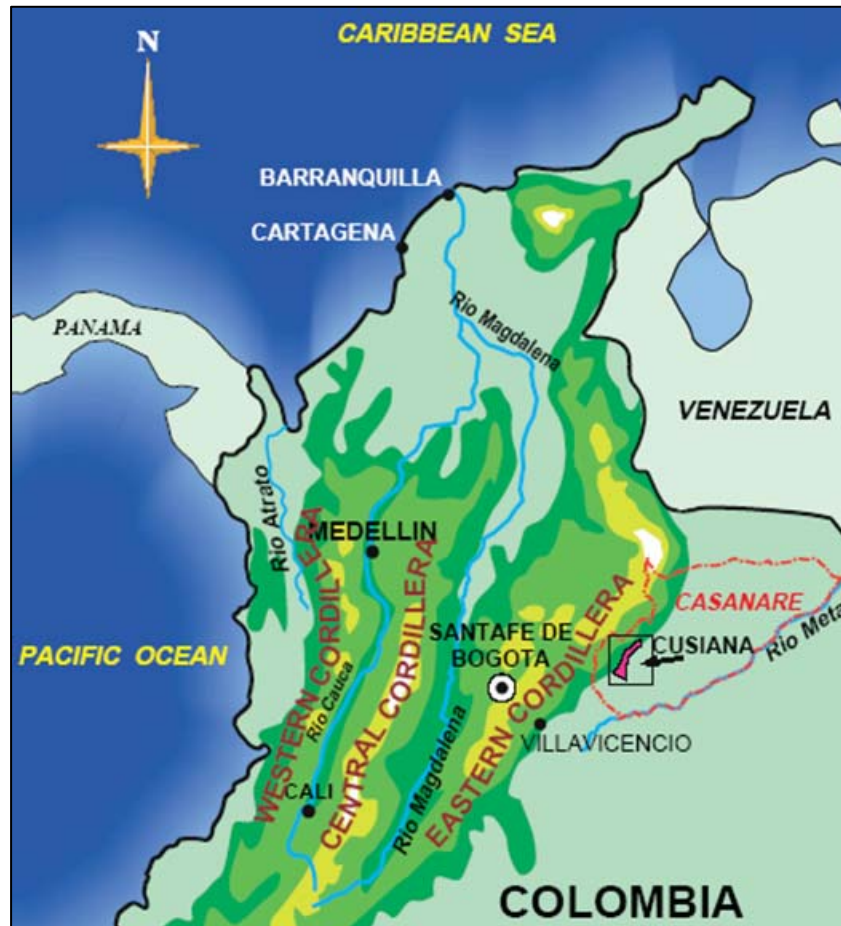 CARIBBEAN SEA
N
BARRANQUILLA
CARTAGENA
Rio Magdalena
PANAMA
VENEZUELA
Rio Atrato
MEDELLIN
WESTERN CORDILLERA
CENTRAL CORDILLERA
CASANARE
SANTAFE DE
BOGOTA
CUSIANA
Rio Meta
PACIFIC OCEAN
EASTERN CORDILLERA
Rio Cauca
VILLAVICENCIO
Rio Magdalena
CALI
COLOMBIA